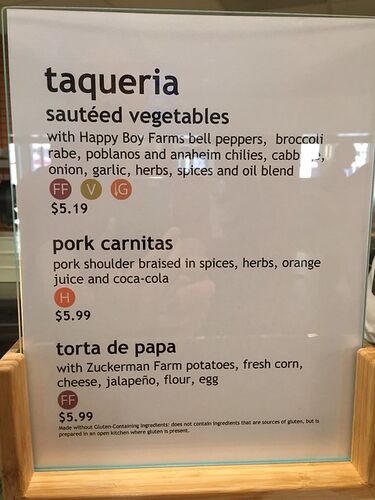 taqueria
sautéed vegetables
with Happy Boy Farms bell peppers, broccoli
rabe, poblanos and anaheim chilies,
onion, garlic, herbs, spices and oil blend
FF V ↓G
$5.19
pork carnitas
pork shoulder braised in spices, herbs, orange
juice and coca-cola
H
$5.99
torta de papa
with Zuckerman Farm potatoes, fresh corn,
cheese, jalapeño, flour, egg
FF
$5.99
Made without Gluten-Containing Ingredients: does not contain ingredients that are sources of gluten, but is
prepared in an open kitchen where gluten is present.